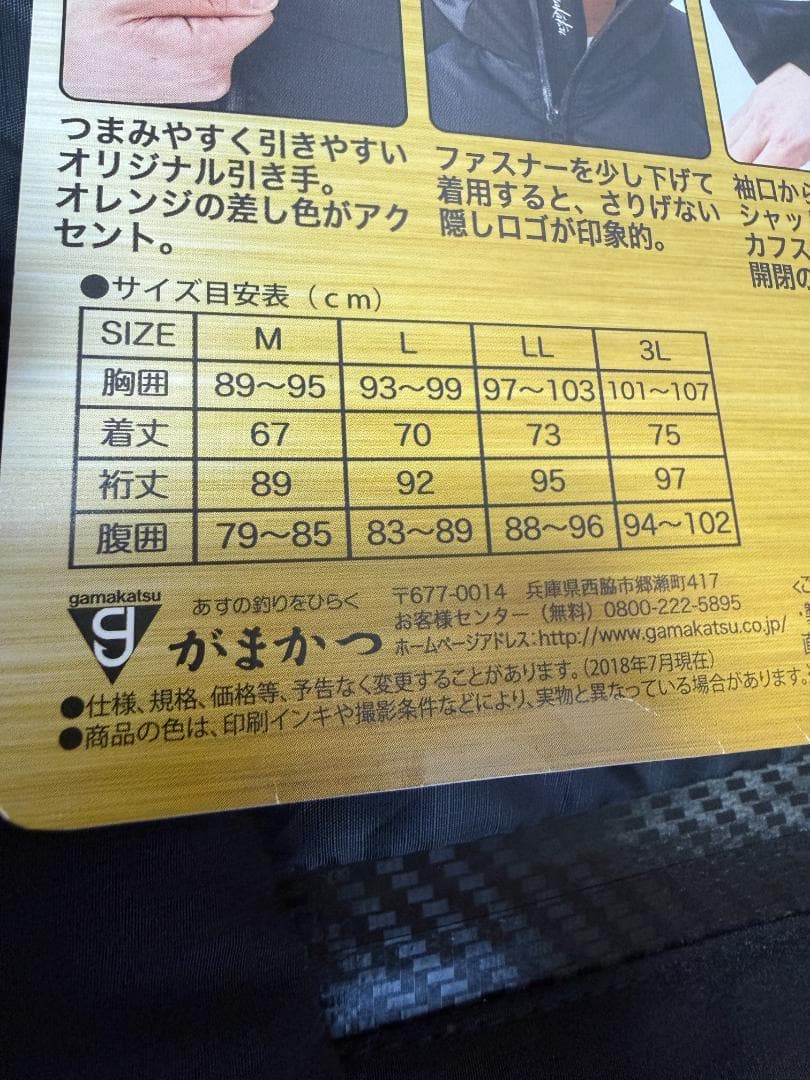 つまみやすく引きやすい
オリジナル引き手。
オレンジの差し色がアク
セント。
ファスナーを少し下げて
着用すると、さりげない
隠しロゴが印象的。
袖口から
シャッ
カフス
開閉の
●サイズ目安表（cm）
SIZE M L LL 3L
胸囲 89〜95 93〜99 97〜103 101〜107
着丈 67 70 73 75
裄丈 89 92 95 97
腹囲 79〜85 83〜89 88〜96 94〜102
gamakatsu
g
あすの釣りをひらく
がまかつ
〒677-0014 兵庫県西脇市郷瀬町417
お客様センター（無料）0800-222-5895
ホームページアドレス:http://www.gamakatsu.co.jp/
●仕様、規格、価格等、予告なく変更することがあります。（2018年7月現在）
●商品の色は、印刷インキや撮影条件などにより、実物と異なっている場合があります。